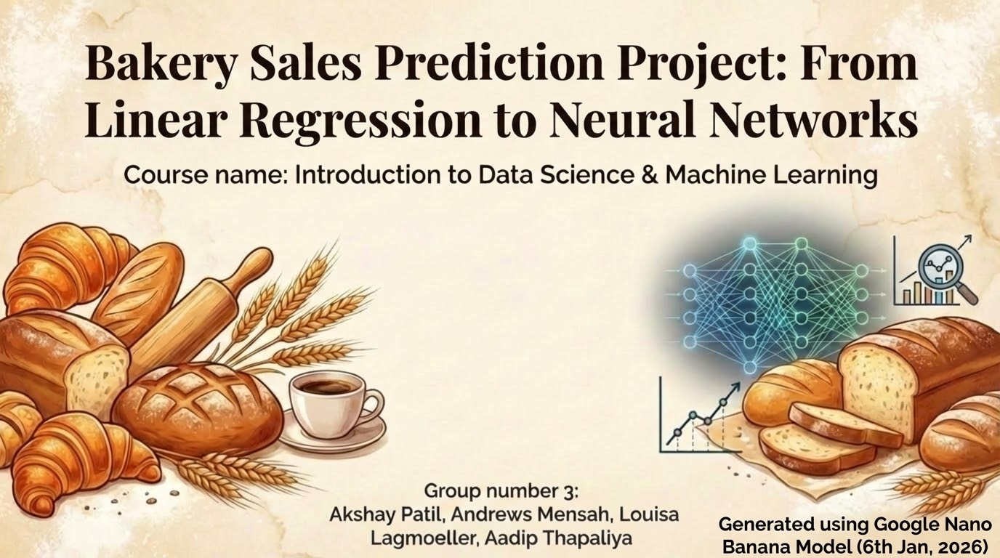 Bakery Sales Prediction Project: From
Linear Regression to Neural Networks
Course name: Introduction to Data Science & Machine Learning
Group number 3:
Akshay Patil, Andrews Mensah, Louisa
Lagmoeller, Aadip Thapaliya
Generated using Google Nano
Banana Model (6th Jan, 2026)